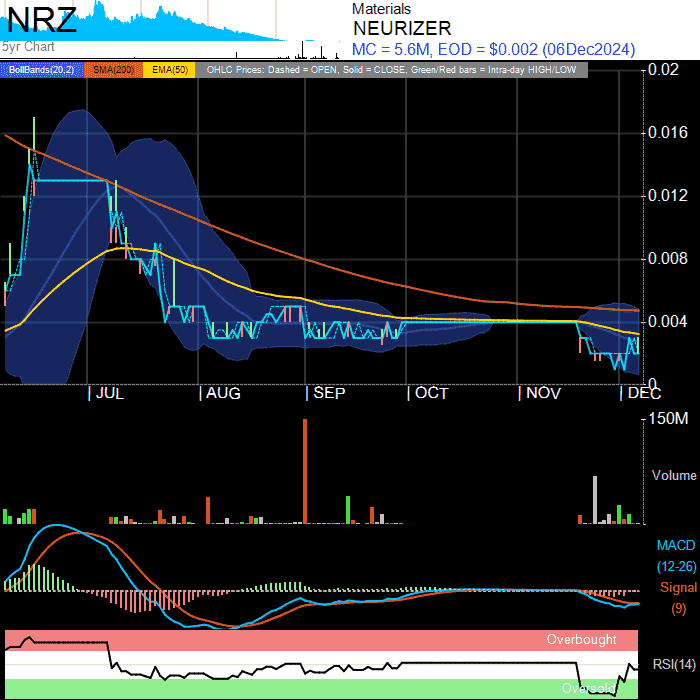 NRZ
5yr Chart
Materials
NEURIZER
MC = 5.6M, EOD = $0.002 (06Dec2024)
BollBands(20,2) SMA(200) EMA(50) OHLC Prices: Dashed = OPEN, Solid = CLOSE, Green/Red bars = Intra-day HIGH/LOW
0.02
0.016
0.012
0.008
0.004
0
JUL AUG SEP OCT NOV DEC
150M
Volume
MACD
(12-26)
Signal
(9)
Overbought
RSI(14)
Oversold